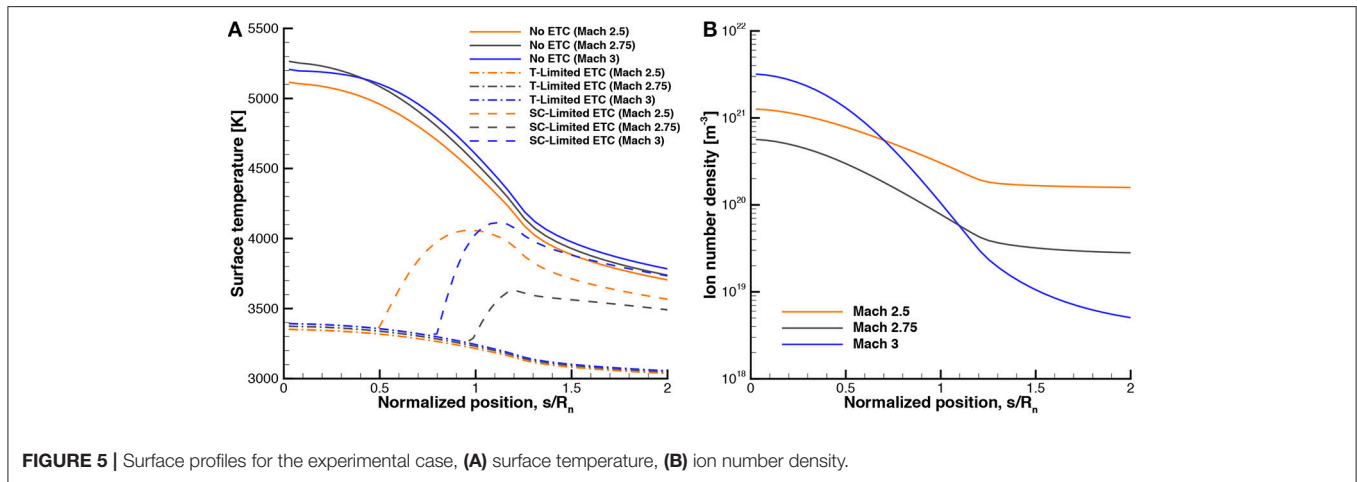 A
5500
5000
4500
4000
3500
3000
Surface temperature [K]
0 0.5 1 1.5 2
Normalized position, s/Rn
No ETC (Mach 2.5)
No ETC (Mach 2.75)
No ETC (Mach 3)
T-Limited ETC (Mach 2.5)
T-Limited ETC (Mach 2.75)
T-Limited ETC (Mach 3)
SC-Limited ETC (Mach 2.5)
SC-Limited ETC (Mach 2.75)
SC-Limited ETC (Mach 3)
B
10^22
10^21
10^20
10^19
10^18
Ion number density [m^-3]
Mach 2.5
Mach 2.75
Mach 3
0 0.5 1 1.5 2
Normalized position, s/Rn
FIGURE 5 | Surface profiles for the experimental case, (A) surface temperature, (B) ion number density.